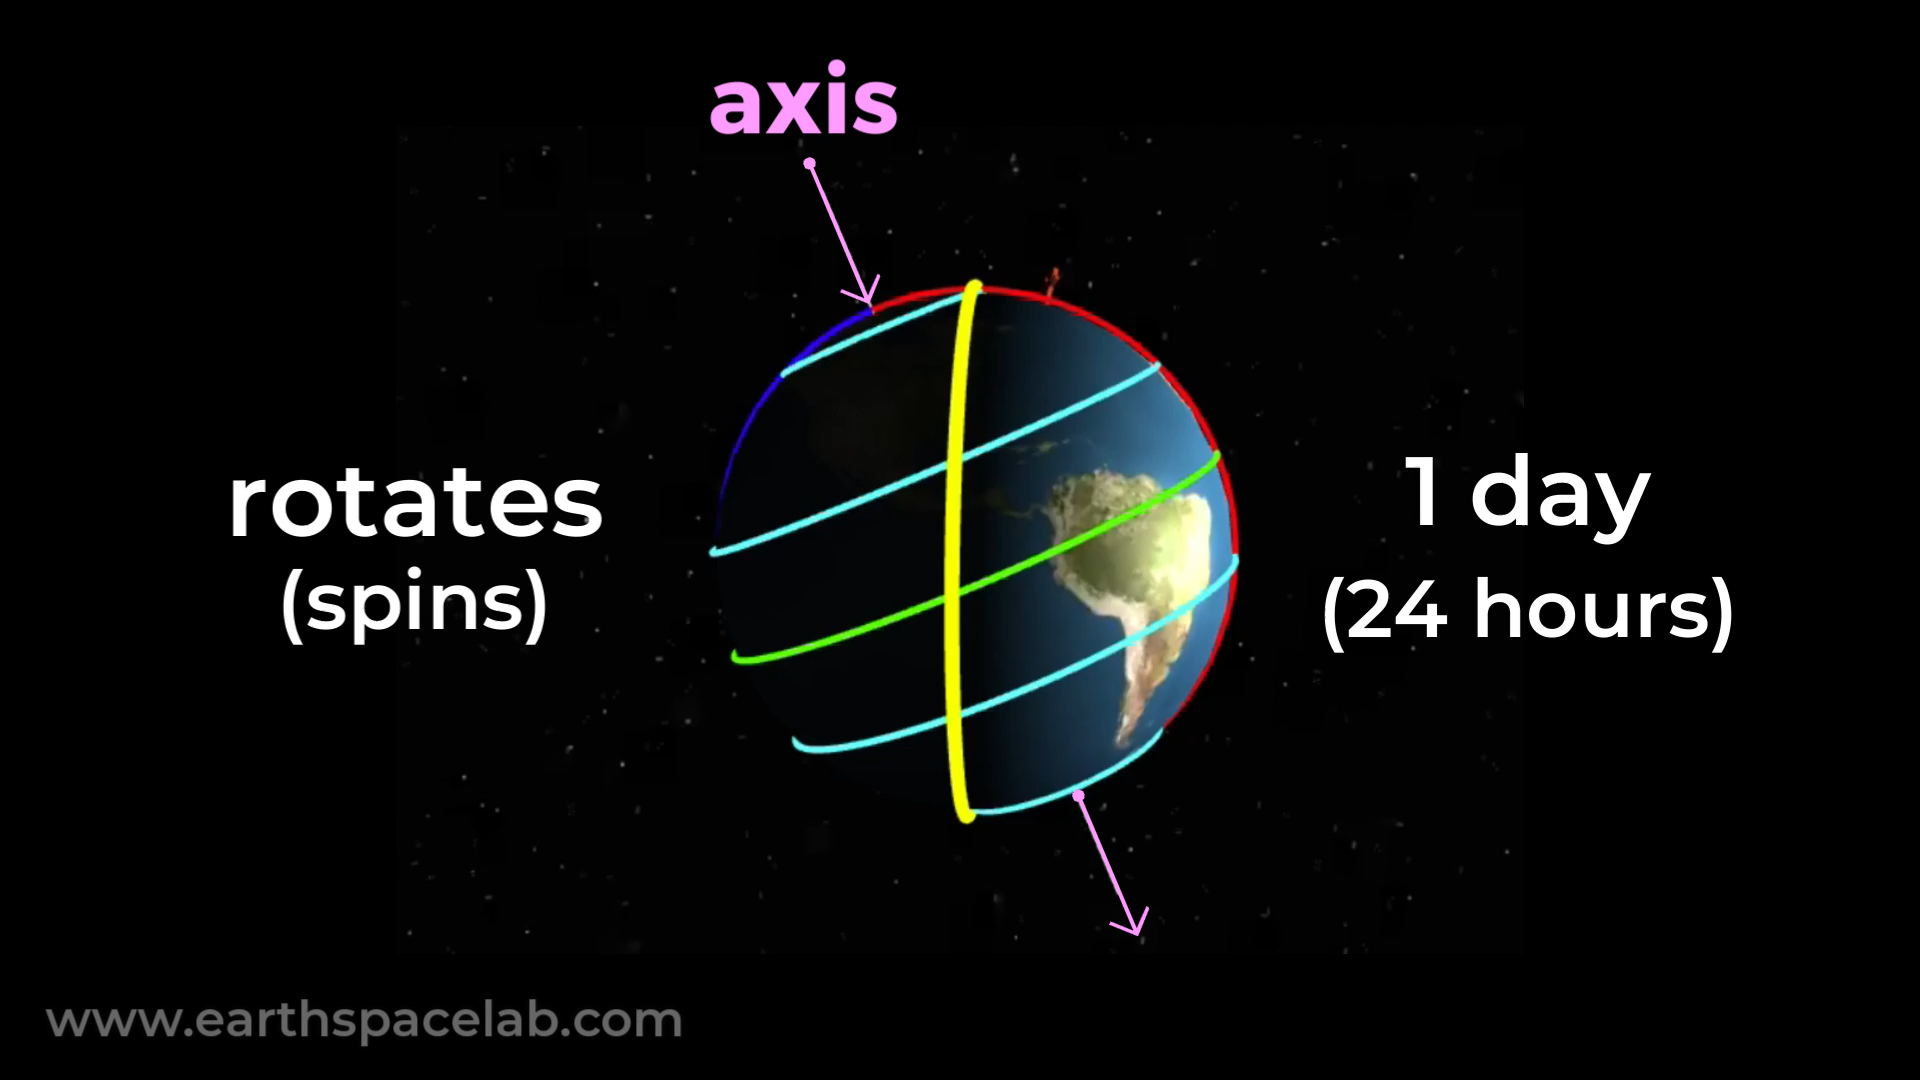 axis
rotates
(spins)
1 day
(24 hours)
www.earthspacelab.com